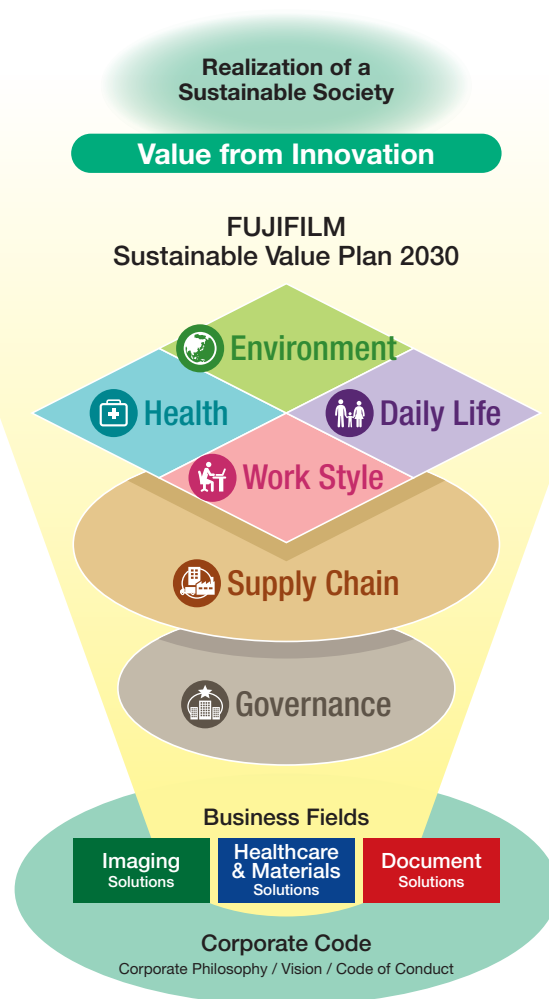 Realization of a
Sustainable Society
Value from Innovation
FUJIFILM
Sustainable Value Plan 2030
Environment
Health
Daily Life
Work Style
Supply Chain
Governance
Business Fields
Imaging
Solutions
Healthcare
& Materials
Solutions
Document
Solutions
Corporate Code
Corporate Philosophy / Vision / Code of Conduct